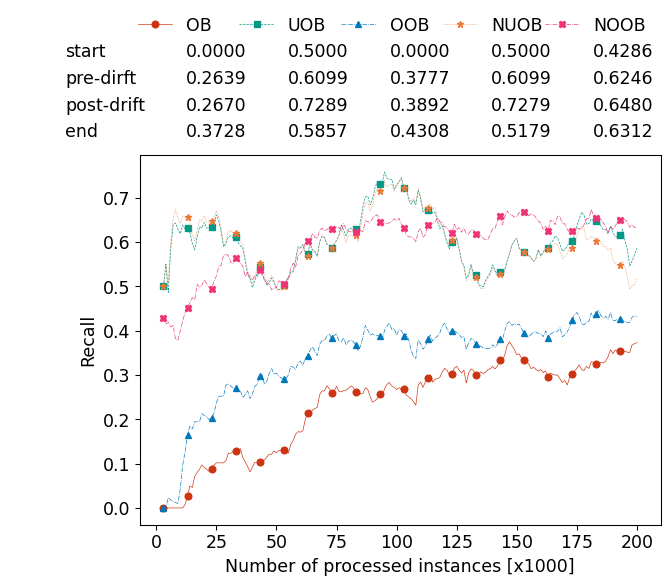 OB UOB OOB NUOB NOOB
start 0.0000 0.5000 0.0000 0.5000 0.4286
pre-dirft 0.2639 0.6099 0.3777 0.6099 0.6246
post-drift 0.2670 0.7289 0.3892 0.7279 0.6480
end 0.3728 0.5857 0.4308 0.5179 0.6312
0.7
0.6
0.5
0.4
0.3
0.2
0.1
0.0
Recall
0 25 50 75 100 125 150 175 200
Number of processed instances [x1000]